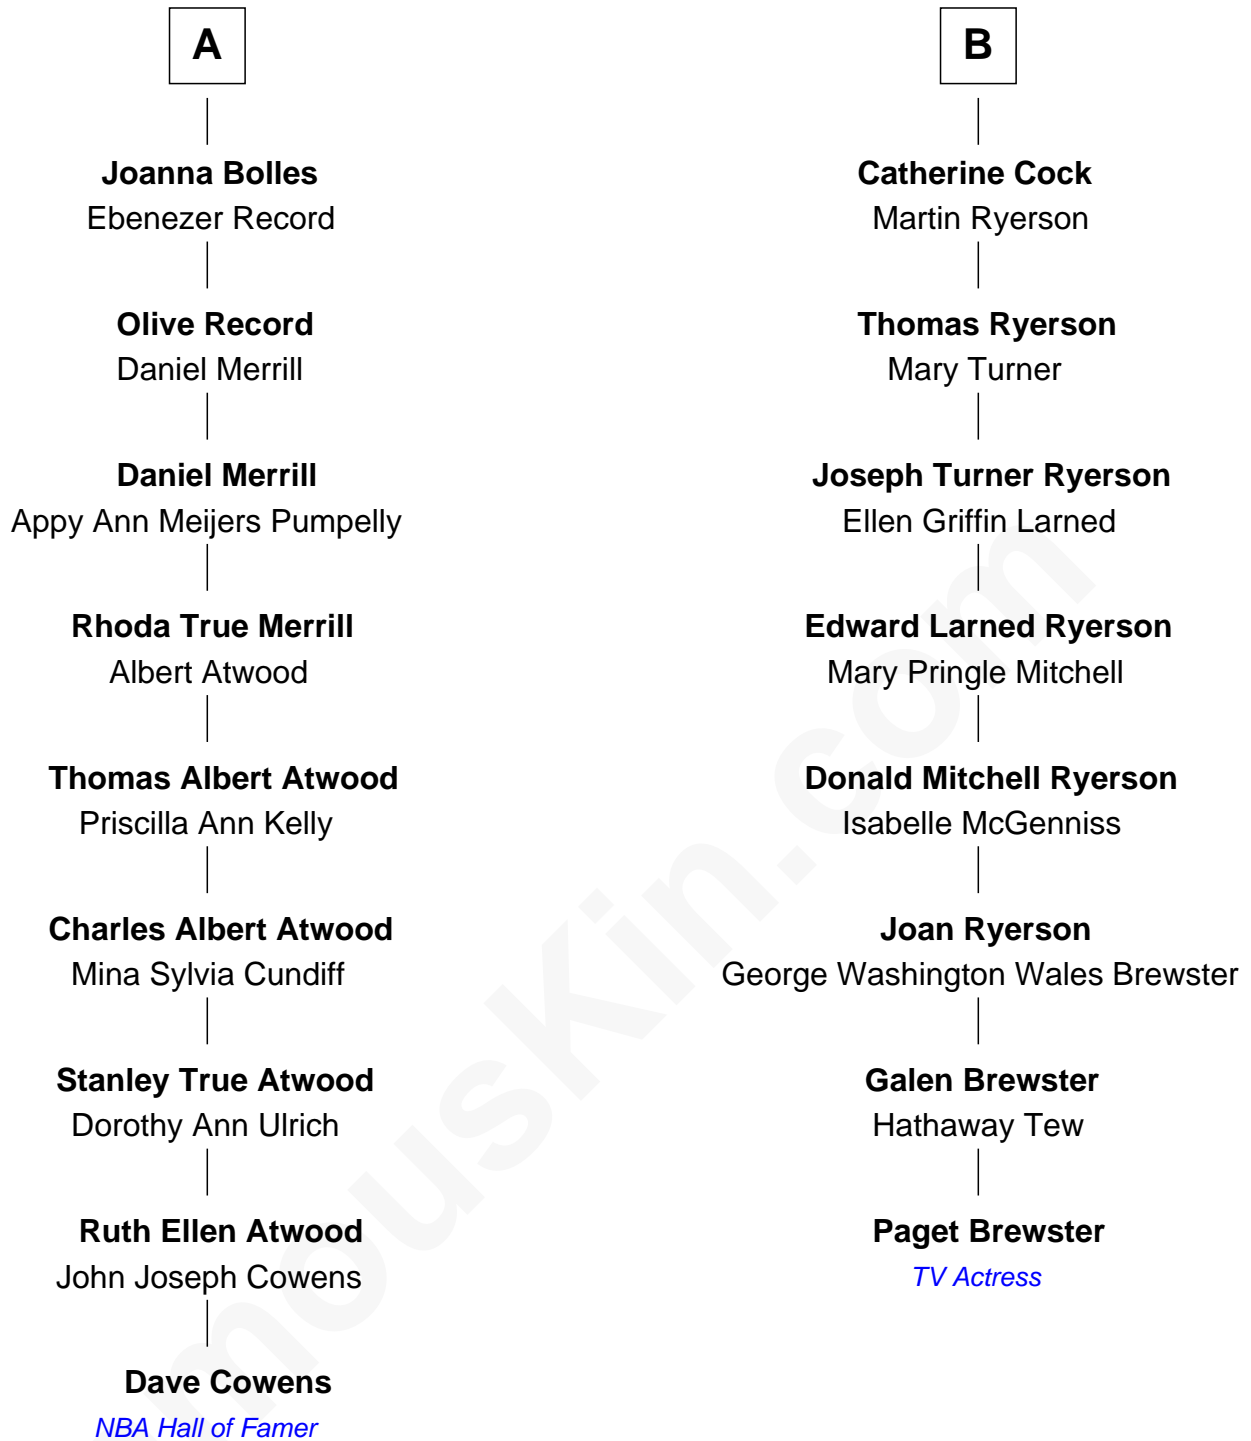 A
Joanna Bolles
Ebenezer Record
Olive Record
Daniel Merrill
Daniel Merrill
Appy Ann Meijers Pumpelly
Rhoda True Merrill
Albert Atwood
Thomas Albert Atwood
Priscilla Ann Kelly
Charles Albert Atwood
Mina Sylvia Cundiff
Stanley True Atwood
Dorothy Ann Ulrich
Ruth Ellen Atwood
John Joseph Cowens
Dave Cowens
NBA Hall of Famer
B
Catherine Cock
Martin Ryerson
Thomas Ryerson
Mary Turner
Joseph Turner Ryerson
Ellen Griffin Larned
Edward Larned Ryerson
Mary Pringle Mitchell
Donald Mitchell Ryerson
Isabelle McGenniss
Joan Ryerson
George Washington Wales Brewster
Galen Brewster
Hathaway Tew
Paget Brewster
TV Actress
mousKin.com